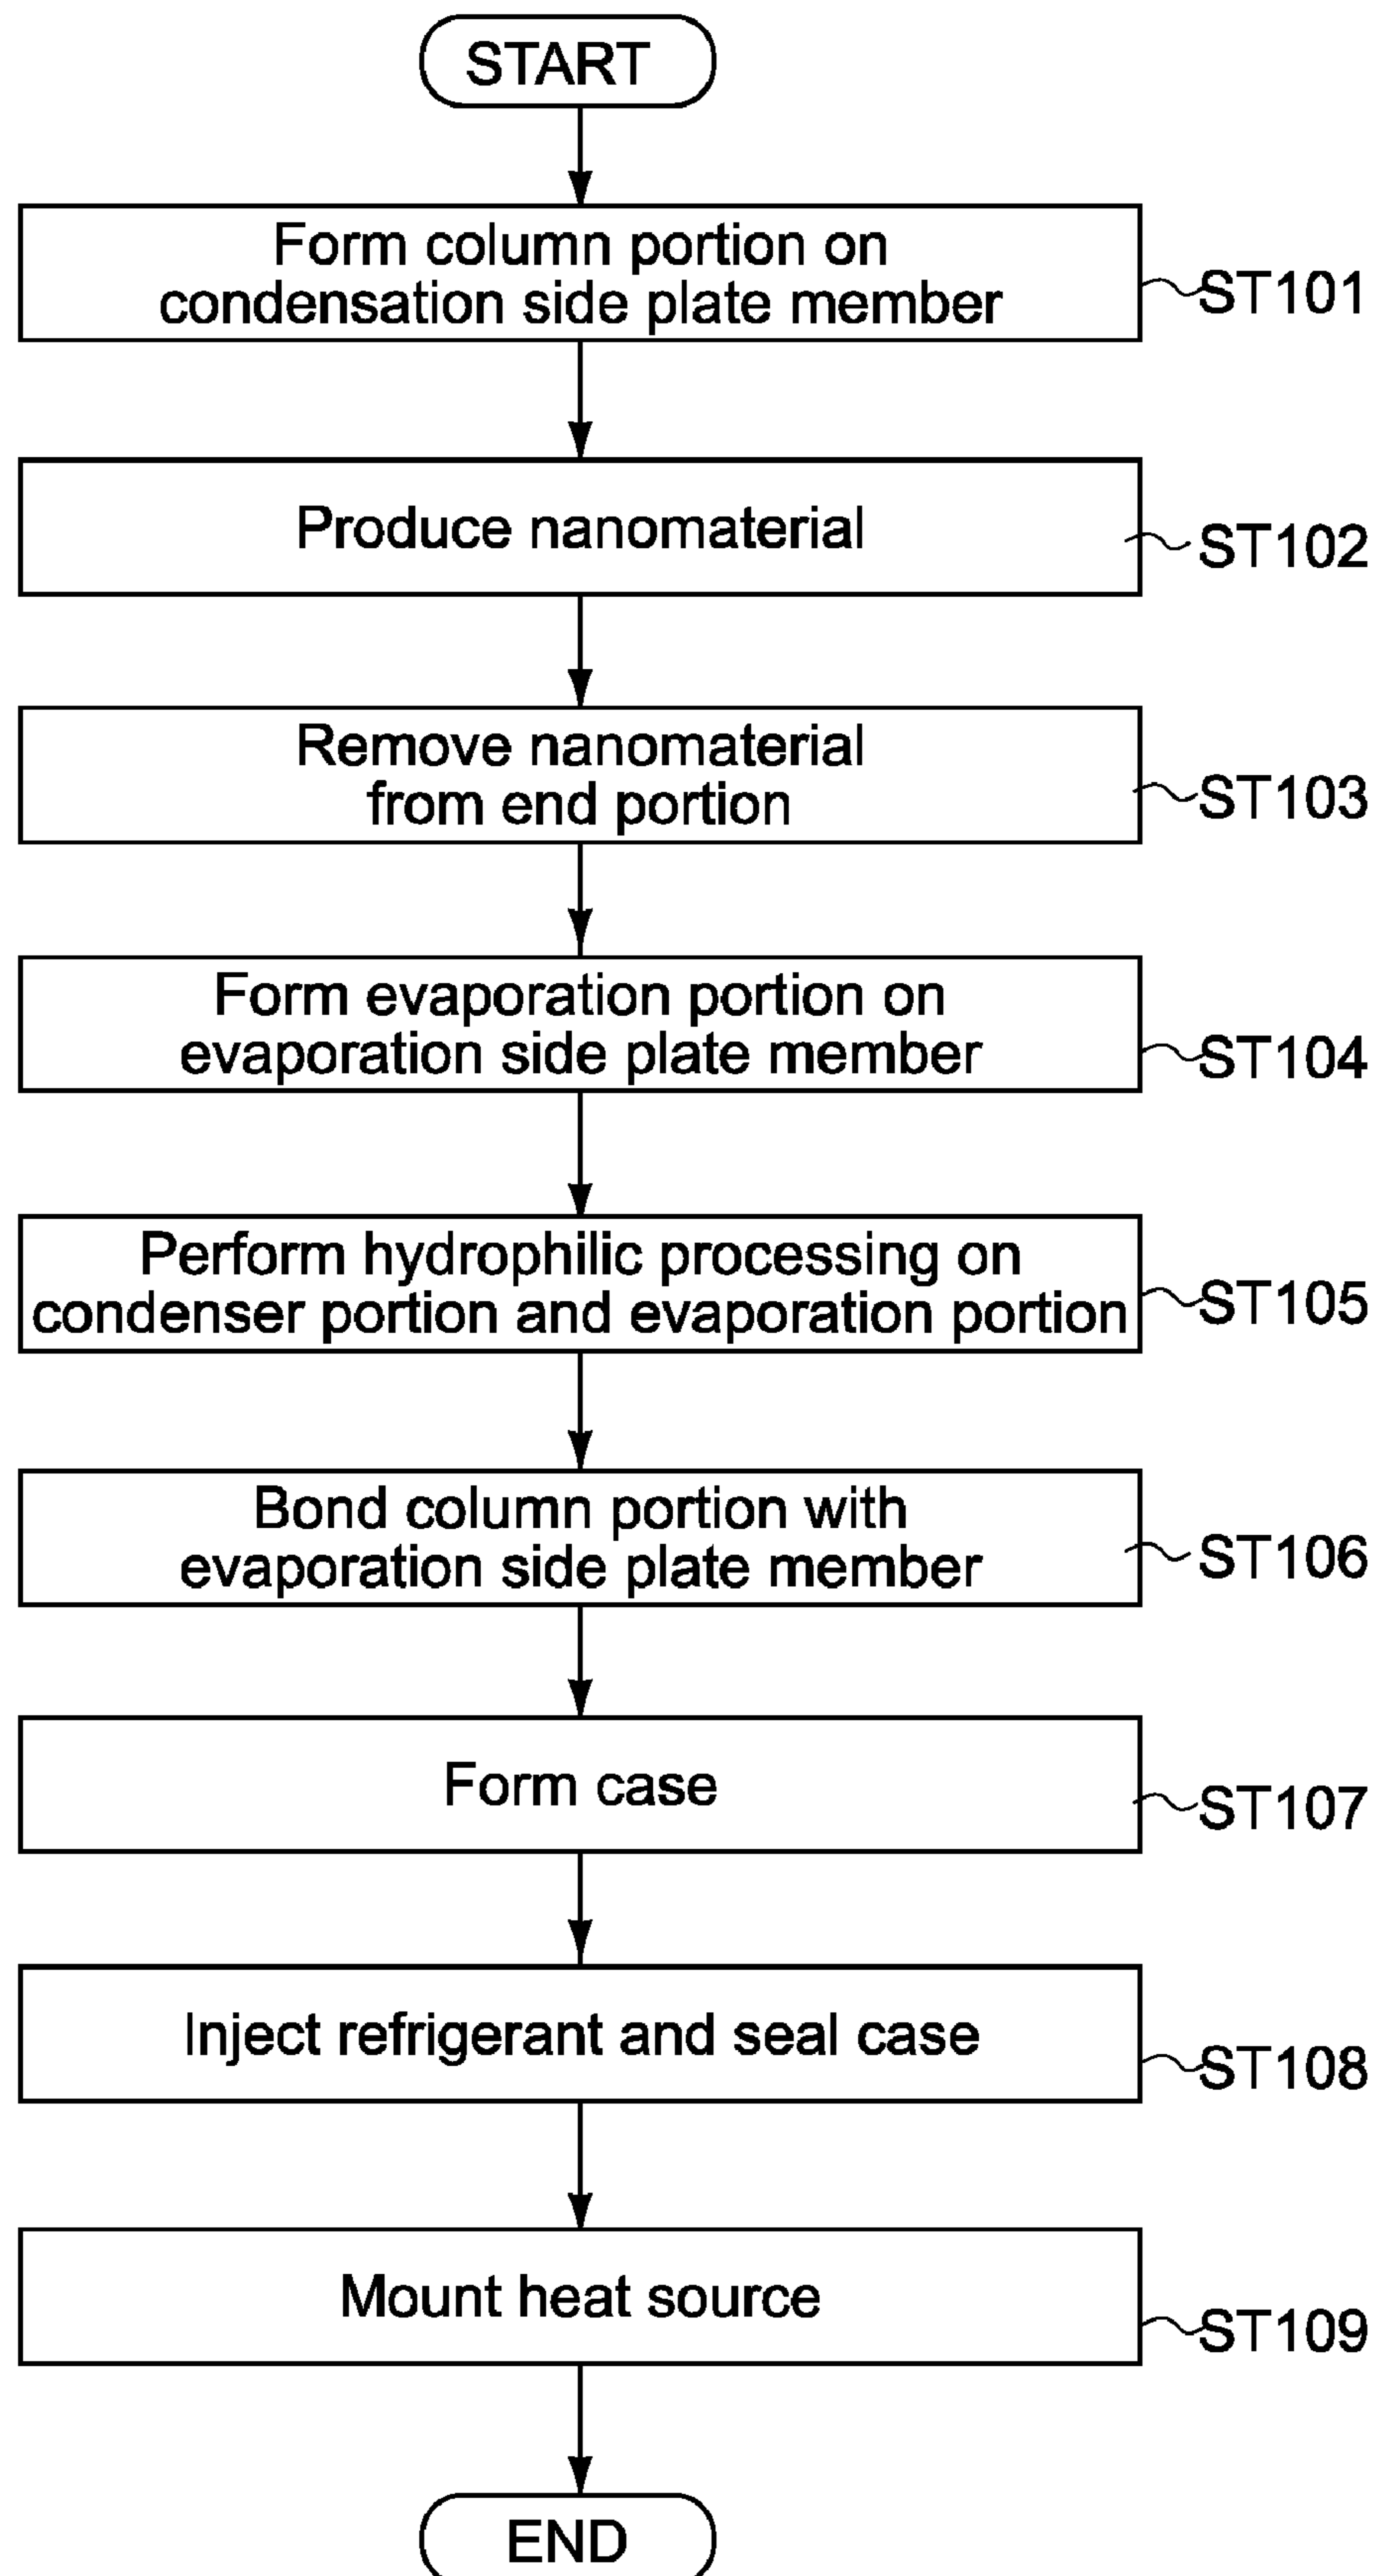 START
Form column portion on
condensation side plate member
ST101
Produce nanomaterial
ST102
Remove nanomaterial
from end portion
ST103
Form evaporation portion on
evaporation side plate member
ST104
Perform hydrophilic processing on
condenser portion and evaporation portion
ST105
Bond column portion with
evaporation side plate member
ST106
Form case
ST107
Inject refrigerant and seal case
ST108
Mount heat source
ST109
END